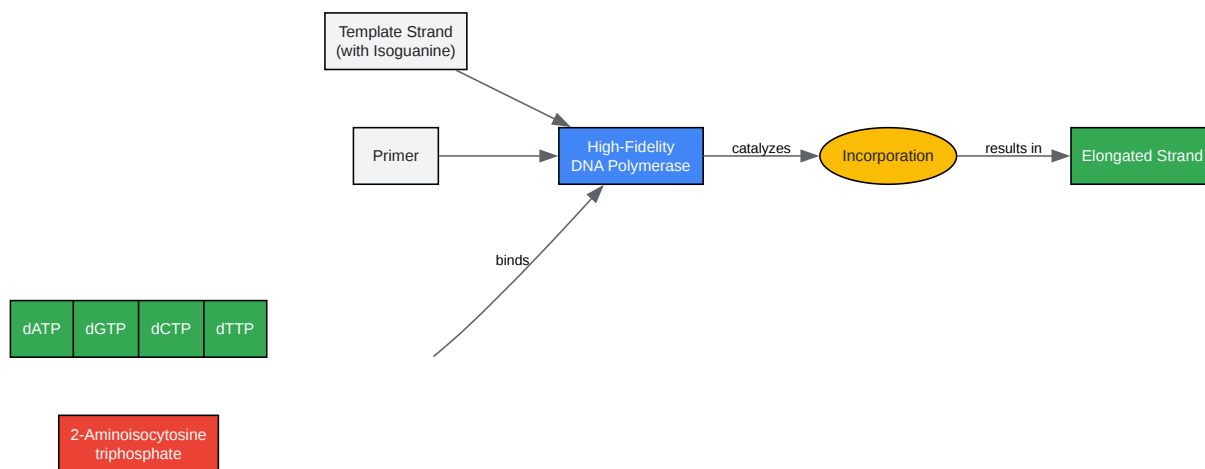 Template Strand
(with Isoguanine)
Primer
High-Fidelity
DNA Polymerase
catalyzes
Incorporation
results in
Elongated Strand
binds
dATP
dGTP
dCTP
dTTP
2-Aminoisocytosine
triphosphate